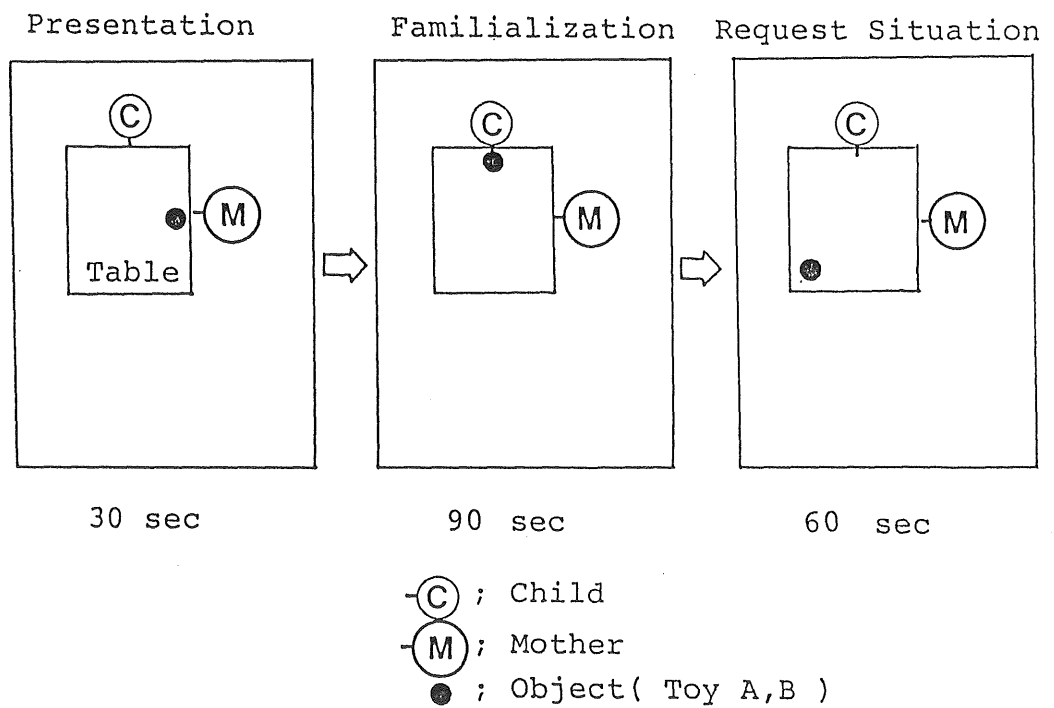 Presentation
Familialization
Request Situation
C
M
Table
C
M
C
M
30 sec
90 sec
60 sec
C ; Child
M ; Mother
; Object( Toy A,B )